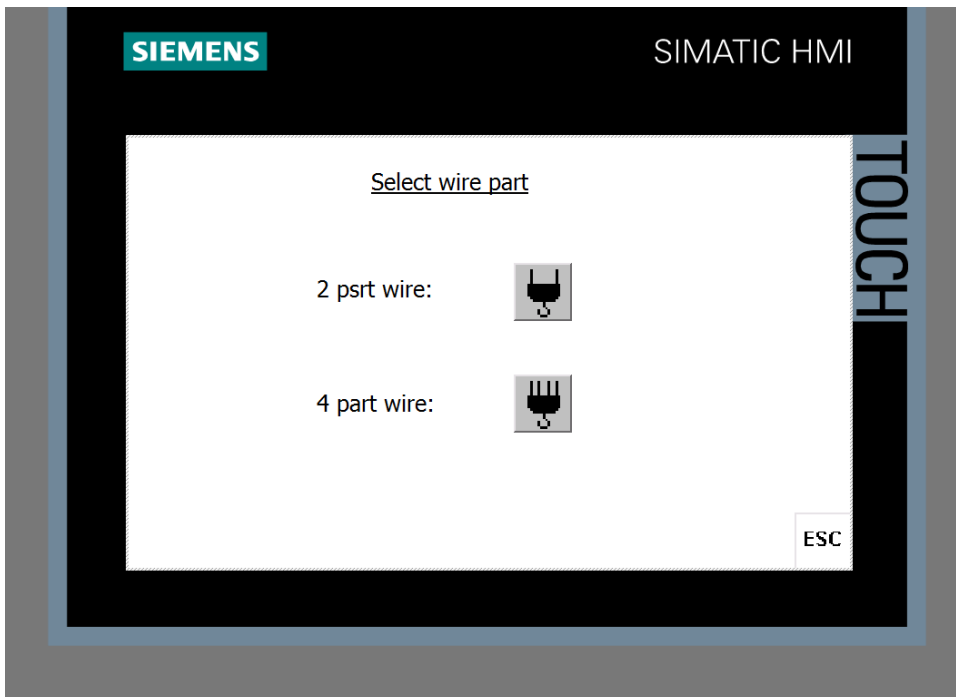 SIEMENS
SIMATIC HMI
TOUCH
Select wire part
2 psrt wire:
4 part wire:
ESC